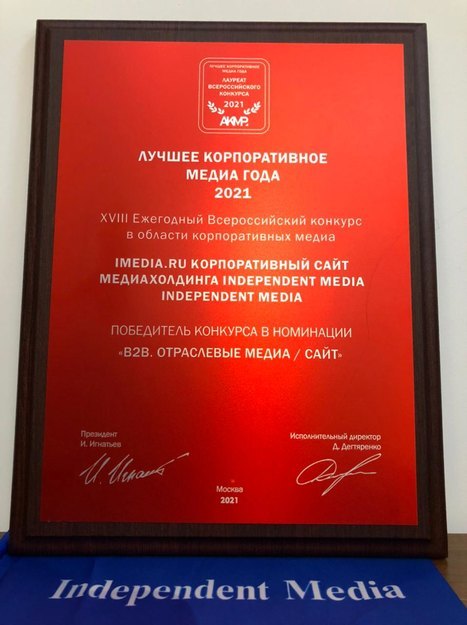 ЛУЧШЕЕ КОРПОРАТИВНОЕ
МЕДИА ГОДА
ЛАУРЕАТ
ВСЕРОССИЙСКОГО
КОНКУРСА
2021
АКМР
ЛУЧШЕЕ КОРПОРАТИВНОЕ
МЕДИА ГОДА
2021
XVIII Ежегодный Всероссийский конкурс
в области корпоративных медиа
IMEDIA.RU КОРПОРАТИВНЫЙ САЙТ
МЕДИАХОЛДИНГА INDEPENDENT MEDIA
INDEPENDENT MEDIA
ПОБЕДИТЕЛЬ КОНКУРСА В НОМИНАЦИИ
«B2B. ОТРАСЛЕВЫЕ МЕДИА / САЙТ»
Президент
И. Игнатьев
Исполнительный директор
Д. Дегтяренко
И. Игнатьев
Москва
2021
Independent Media